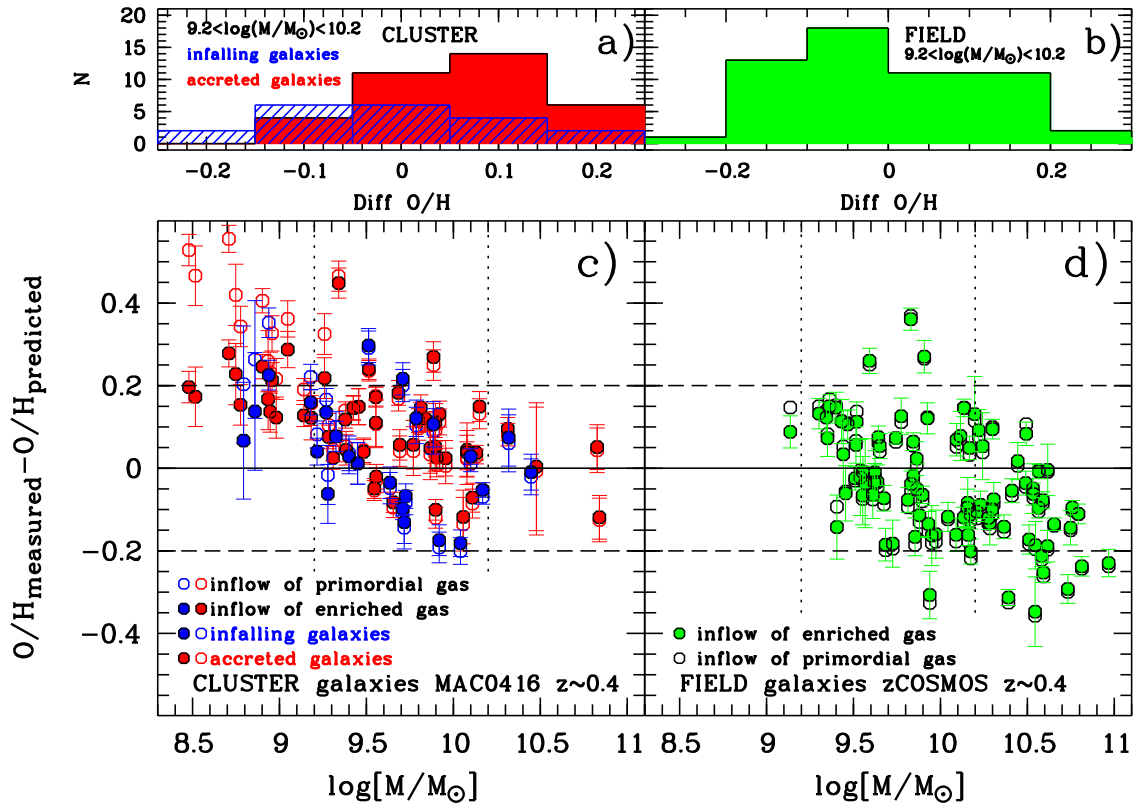 9.2<log(M/M⊙)<10.2
CLUSTER
a)
infalling galaxies
accreted galaxies
FIELD
9.2<log(M/M⊙)<10.2
b)
N
20
15
10
5
0
-0.2 -0.1 0 0.1 0.2
-0.2 0 0.2
Diff O/H
Diff O/H
c)
d)
O/Hmeasured-O/Hpredicted
0.4
0.2
0
-0.2
-0.4
inflow of primordial gas
inflow of enriched gas
infalling galaxies
accreted galaxies
CLUSTER galaxies MAC0416 z~0.4
inflow of enriched gas
inflow of primordial gas
FIELD galaxies zCOSMOS z~0.4
8.5 9 9.5 10 10.5 11
9 9.5 10 10.5 11
log[M/M⊙]
log[M/M⊙]